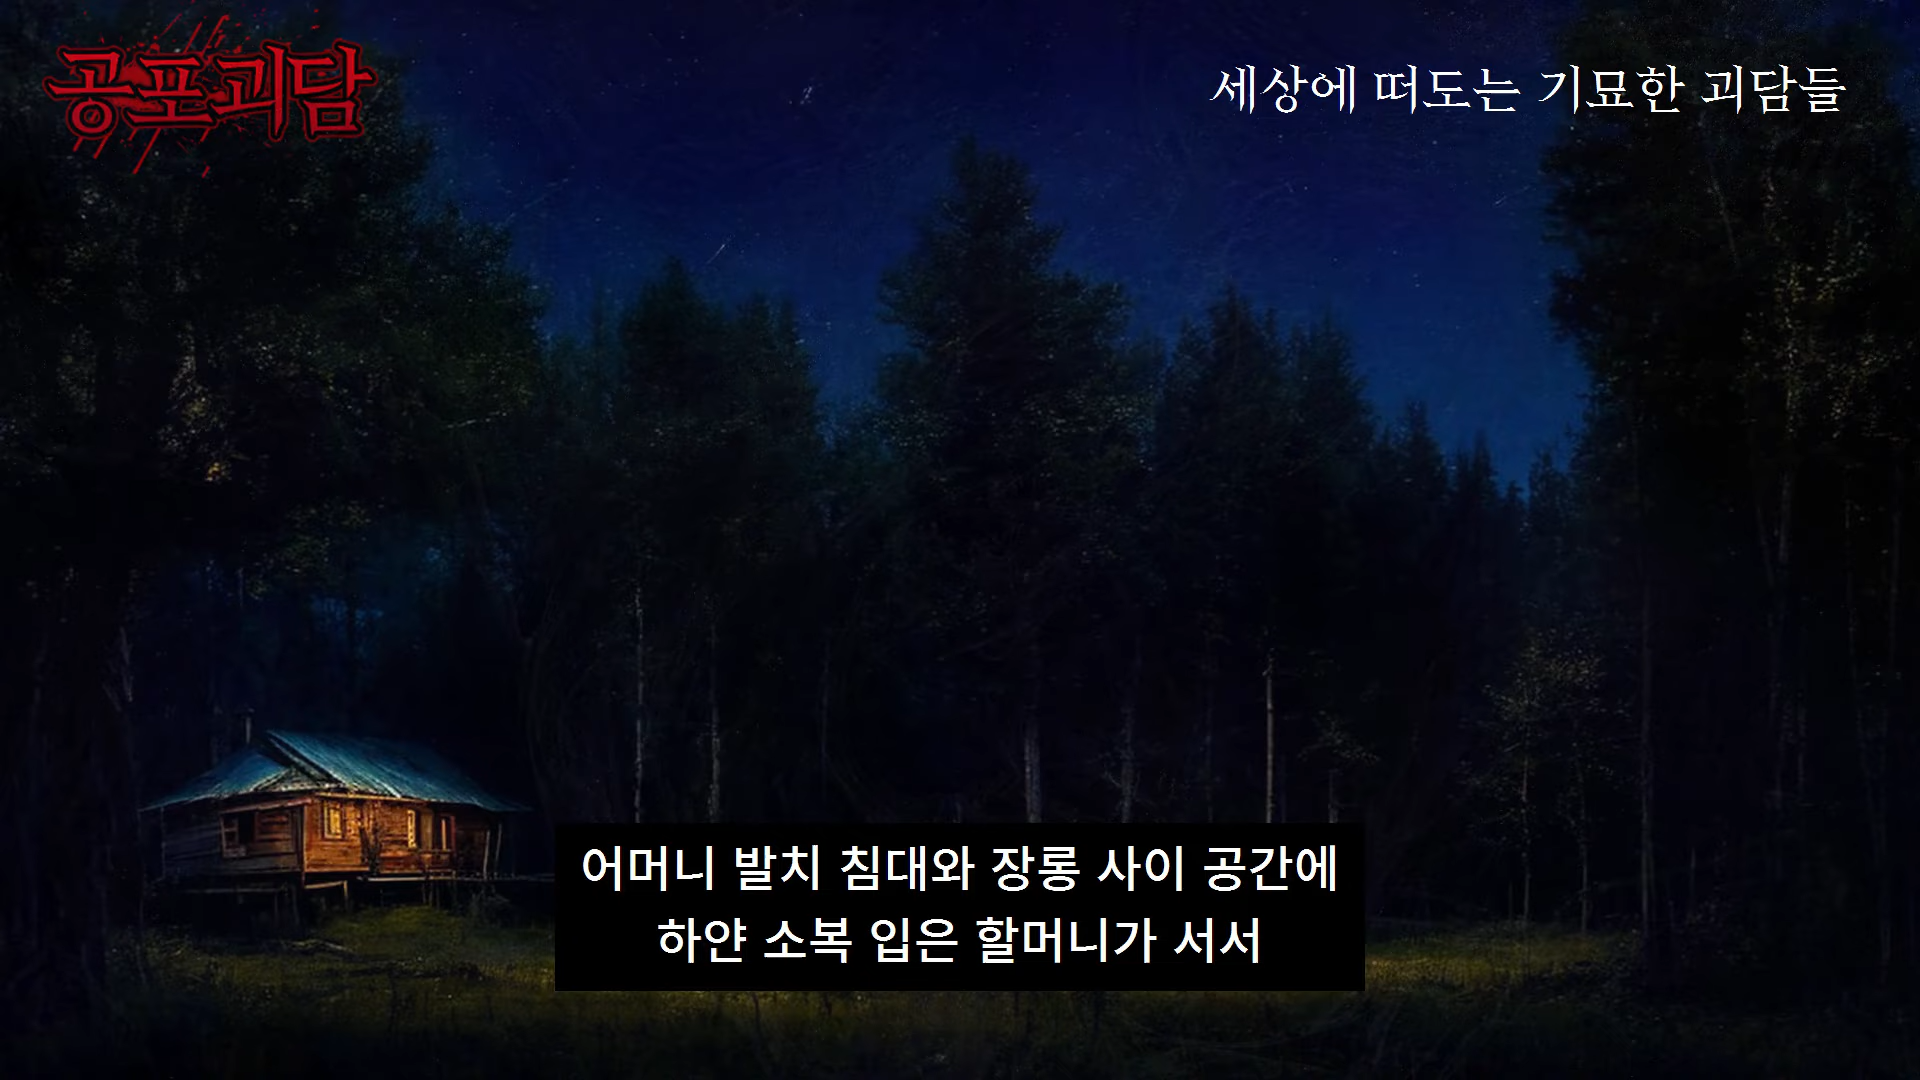 공포괴담
세상에 떠도는 기묘한 괴담들
어머니 발치 침대와 장롱 사이 공간에
하얀 소복 입은 할머니가 서서